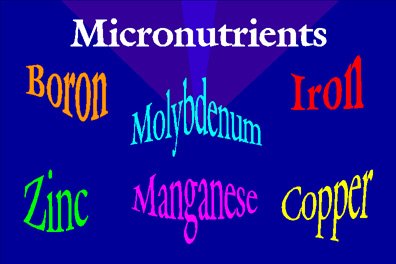 Micronutrients
Boron
Molybdenum
Iron
Zinc
Manganese
Copper